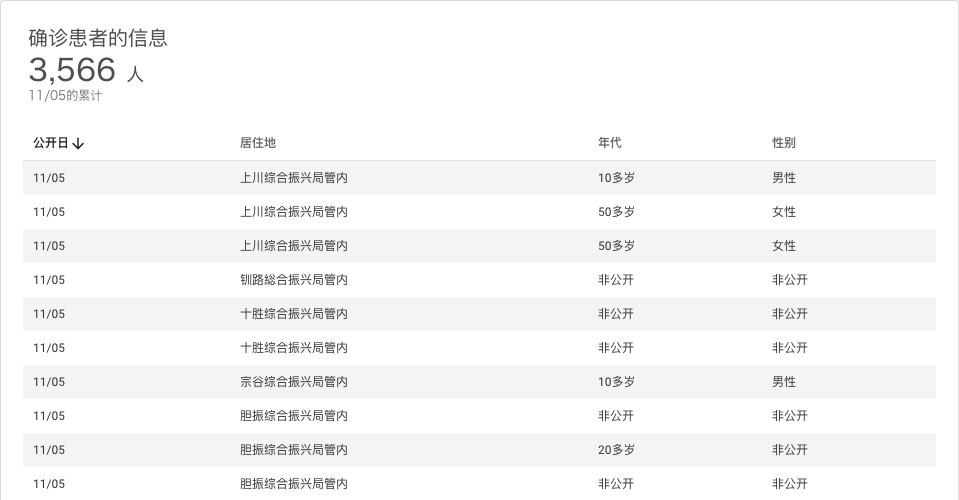 确诊患者的信息
3,566 人
11/05的累计
公开日↓ 居住地 年代 性别
11/05 上川综合振兴局管内 10多岁 男性
11/05 上川综合振兴局管内 50多岁 女性
11/05 上川综合振兴局管内 50多岁 女性
11/05 钏路総合振兴局管内 非公开 非公开
11/05 十胜综合振兴局管内 非公开 非公开
11/05 十胜综合振兴局管内 非公开 非公开
11/05 宗谷综合振兴局管内 10多岁 男性
11/05 胆振综合振兴局管内 非公开 非公开
11/05 胆振综合振兴局管内 20多岁 非公开
11/05 胆振综合振兴局管内 非公开 非公开